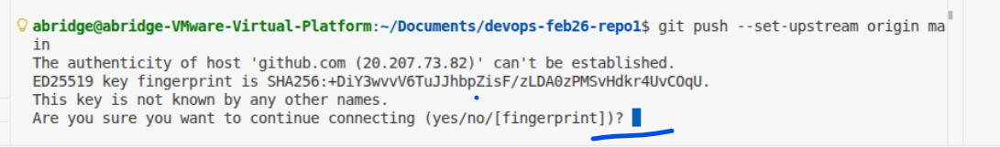 abridge@abridge-VMware-Virtual-Platform:~/Documents/devops-feb26-repo1$ git push --set-upstream origin ma
in
The authenticity of host 'github.com (20.207.73.82)' can't be established.
ED25519 key fingerprint is SHA256:+DiY3wvvV6TuJJhbpZisF/zLDA0zPMSvHdkr4UvCOqU.
This key is not known by any other names.
Are you sure you want to continue connecting (yes/no/[fingerprint])?